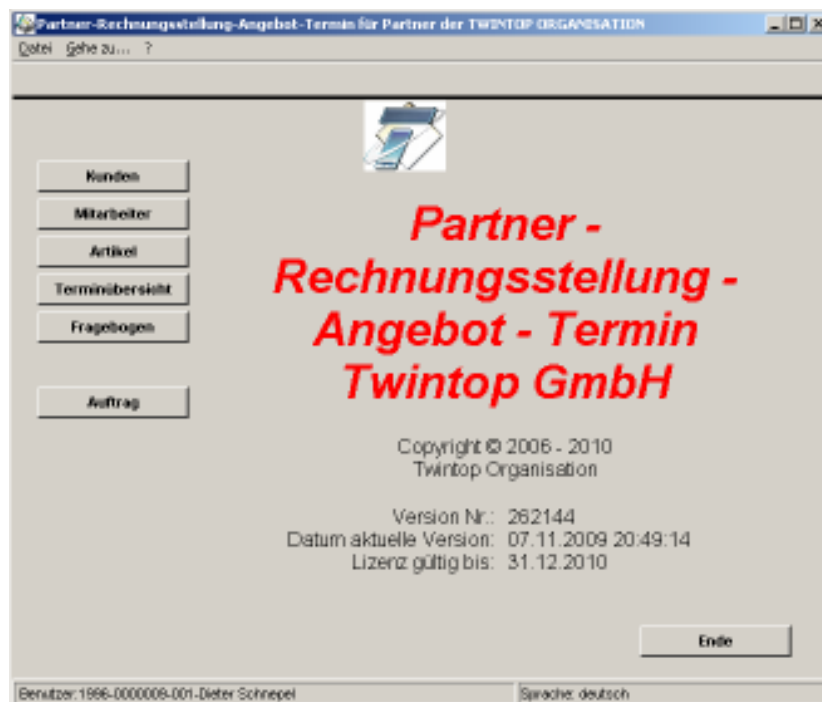 Partner-Rechnungsstellung-Angebot-Termin für Partner der TWINTOP ORGANISATION
Datei Gehe zu... ?
Kunden
Mitarbeiter
Artikel
Terminübersicht
Fragebogen
Auftrag
Partner -
Rechnungsstellung -
Angebot - Termin
Twintop GmbH
Copyright © 2006 - 2010
Twintop Organisation
Version Nr.: 262144
Datum aktuelle Version: 07.11.2009 20:49:14
Lizenz gültig bis: 31.12.2010
Ende
Benutzer: 1996-0000009-001-Dieter Schnepel
Sprache: deutsch